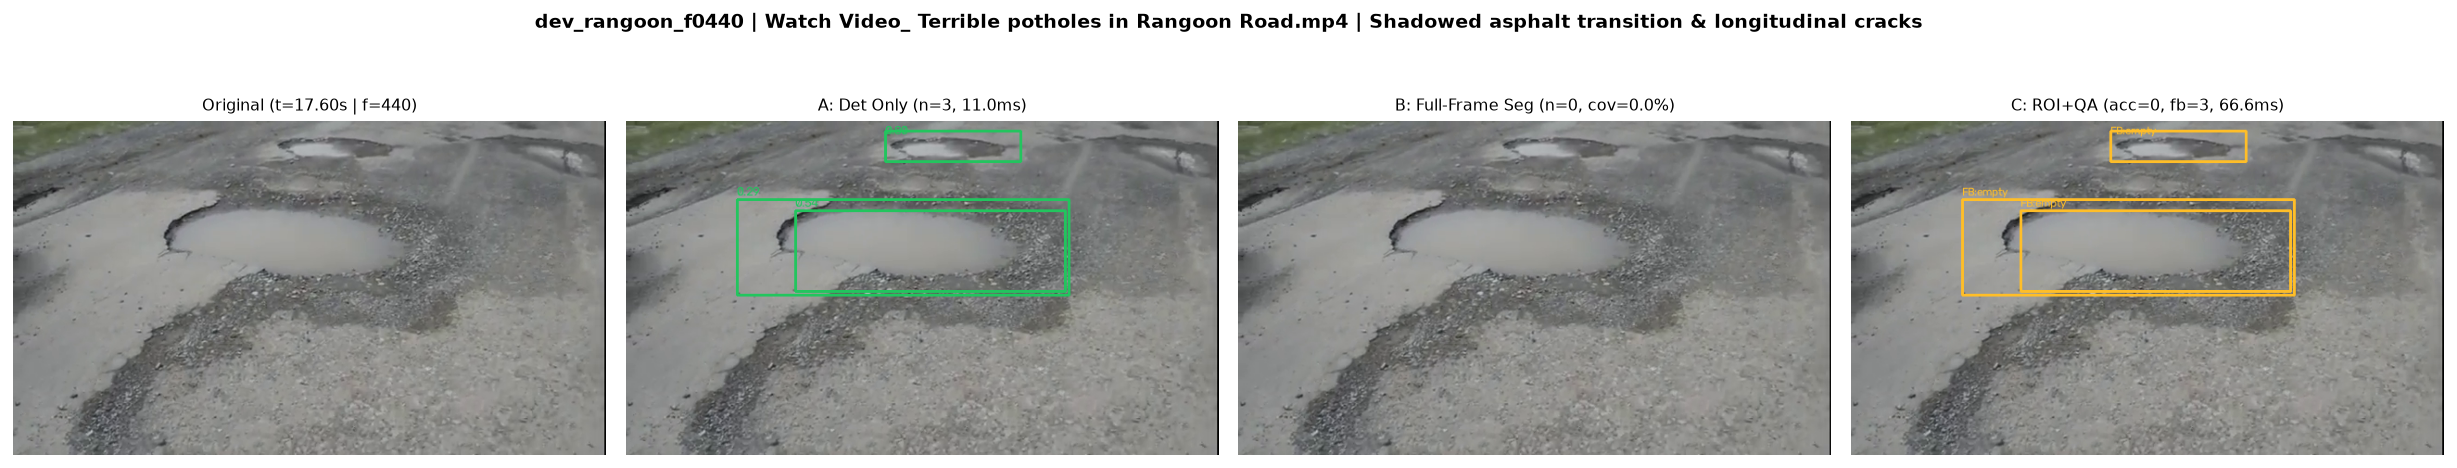 dev_rangoon_f0440 | Watch Video_ Terrible potholes in Rangoon Road.mp4 | Shadowed asphalt transition & longitudinal cracks
Original (t=17.60s | f=440)
A: Det Only (n=3, 11.0ms)
B: Full-Frame Seg (n=0, cov=0.0%)
C: ROI+QA (acc=0, fb=3, 66.6ms)
FB:empty
FB:empty
FB:empty